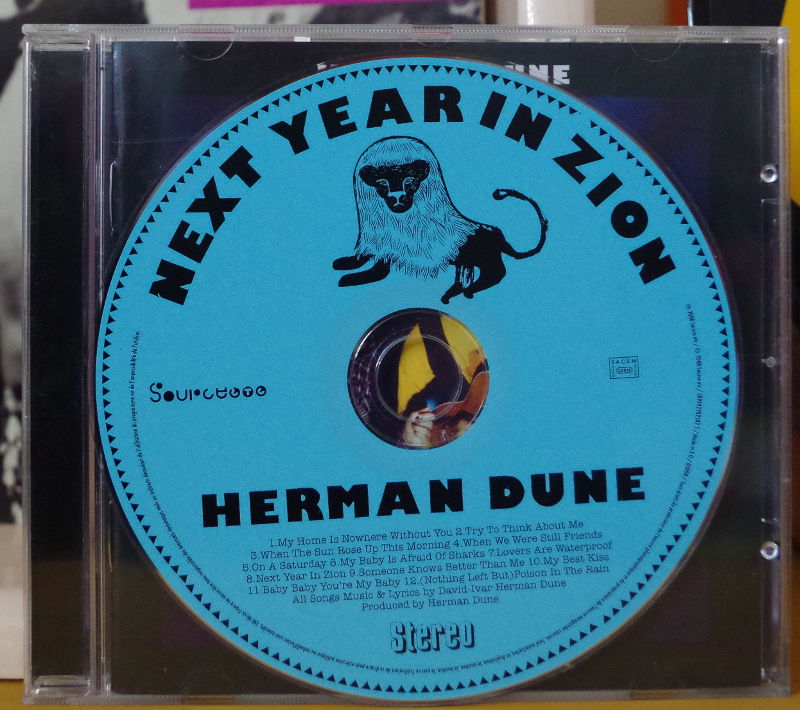 UNE
NEXT YEAR IN ZION
Source etc
SACEM
HERMAN DUNE
1.My Home Is Nowhere Without You 2.Try To Think About Me
3.When The Sun Rose Up This Morning 4.When We Were Still Friends
5.On A Saturday 6.My Baby Is Afraid Of Sharks 7.Lovers Are Waterproof
8.Next Year In Zion 9.Someone Knows Better Than Me 10.My Best Kiss
11.Baby Baby You're My Baby 12.(Nothing Left But)Poison In The Rain
All Songs Music & Lyrics by David-Ivar Herman Dune
Produced by Herman Dune
Stereo